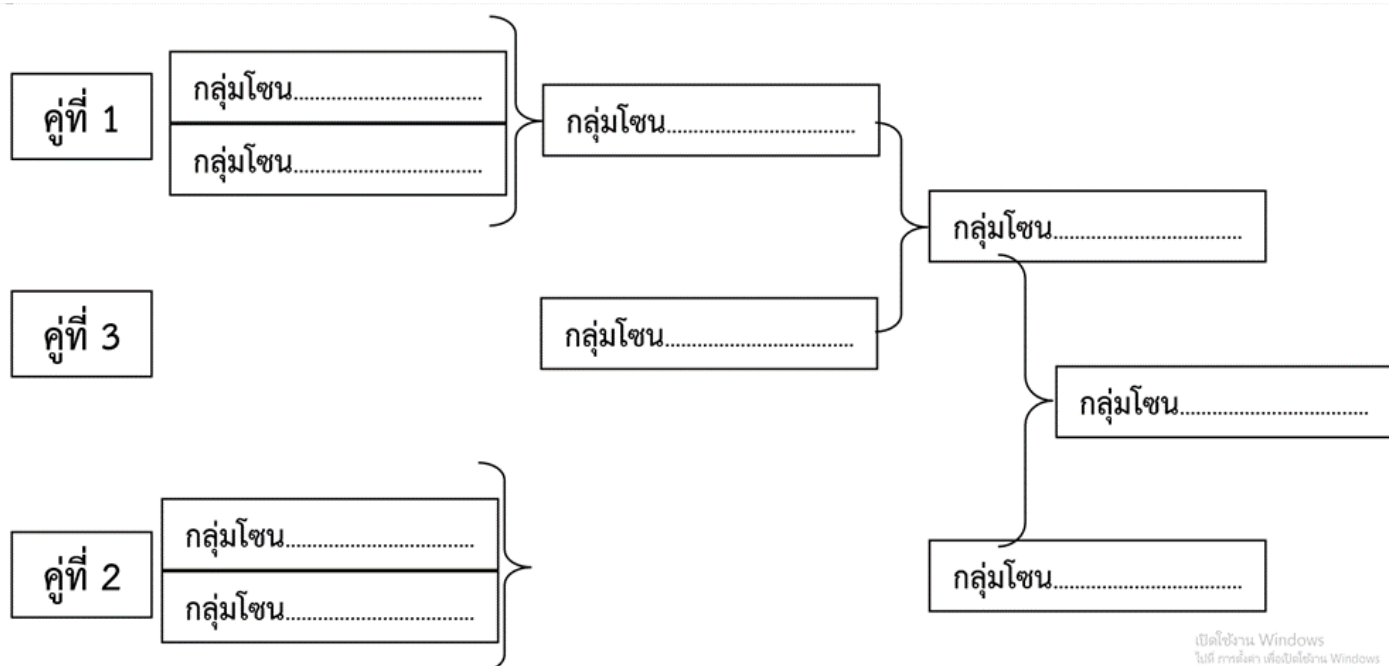 คู่ที่ 1
กลุ่มโซน.................................
กลุ่มโซน.................................
กลุ่มโซน.................................
กลุ่มโซน.................................
คู่ที่ 3
กลุ่มโซน.................................
กลุ่มโซน.................................
คู่ที่ 2
กลุ่มโซน.................................
กลุ่มโซน.................................
กลุ่มโซน.................................
เปิดใช้งาน Windows
ไปที่ การตั้งค่า เพื่อเปิดใช้งาน Windows